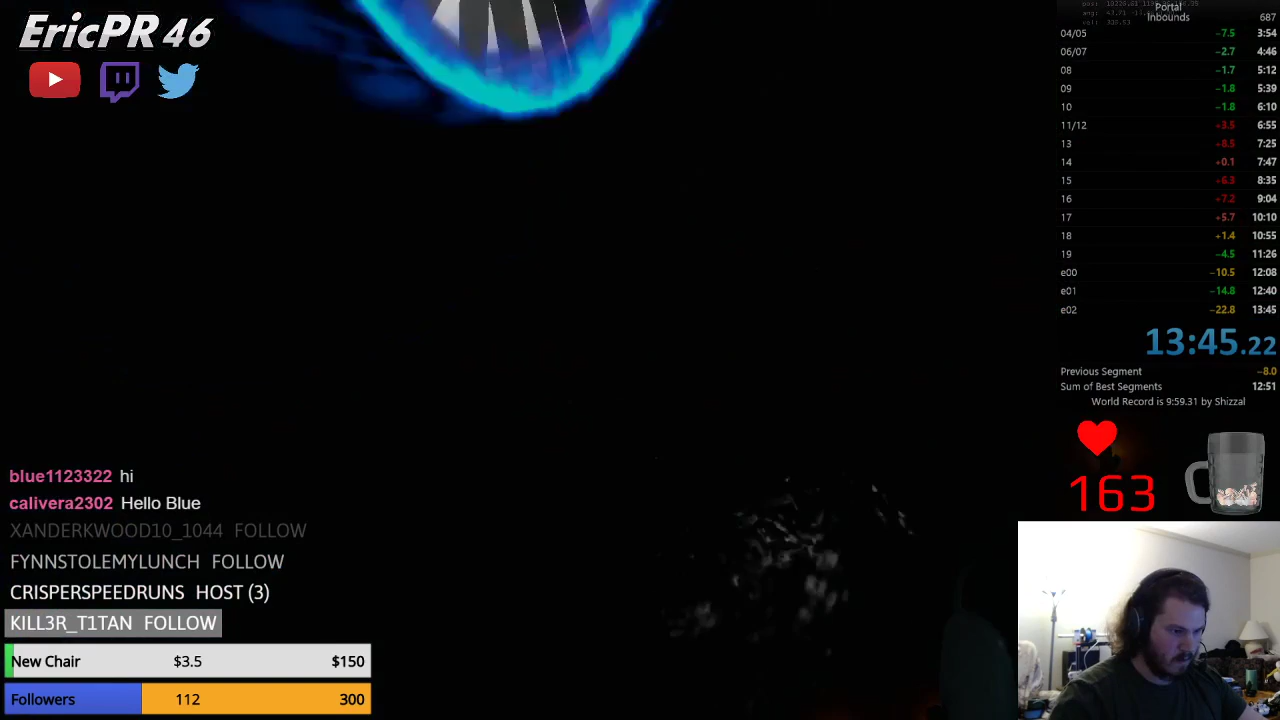 EricPR 46
Portal
Inbounds 687
04/05 -7.5 3:54
06/07 -2.7 4:46
08 -1.7 5:12
09 -1.8 5:39
10 -1.8 6:10
11/12 +3.5 6:55
13 +8.5 7:25
14 +0.1 7:47
15 +6.3 8:35
16 +7.2 9:04
17 +5.7 10:10
18 +1.4 10:55
19 -4.5 11:26
e00 -10.5 12:08
e01 -14.8 12:40
e02 -22.8 13:45
13:45.22
Previous Segment -8.0
Sum of Best Segments 12:51
World Record is 9:59.31 by Shizzal
163
blue1123322 hi
calivera2302 Hello Blue
XANDERKWOOD10_1044 FOLLOW
FYNNSTOLEMYLUNCH FOLLOW
CRISPERSPEEDRUNS HOST (3)
KILL3R_T1TAN FOLLOW
New Chair $3.5 $150
Followers 112 300